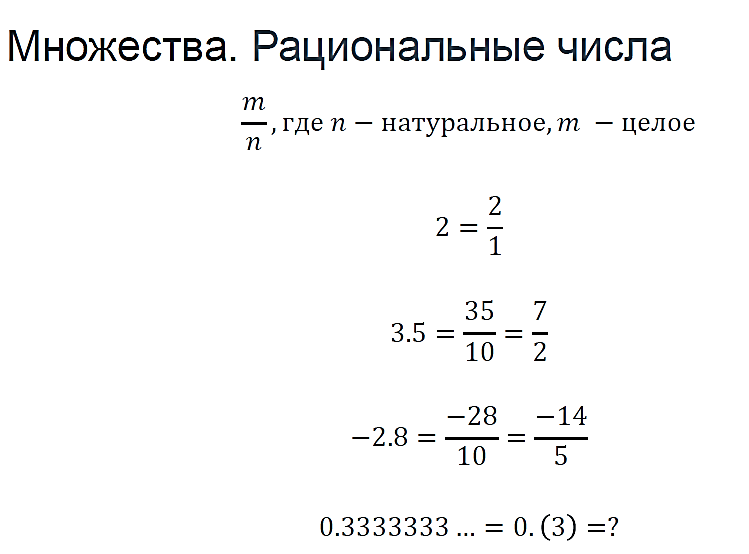 Множества. Рациональные числа
m/n, где n − натуральное, m − целое
2 = 2/1
3.5 = 35/10 = 7/2
−2.8 = −28/10 = −14/5
0.3333333 … = 0. (3) =?